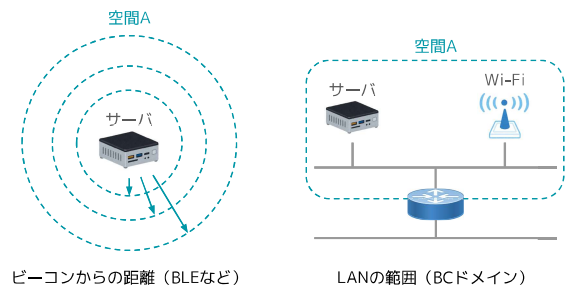 空間A
サーバ
ビーコンからの距離（BLEなど）
空間A
サーバ
Wi-Fi
LANの範囲（BCドメイン）